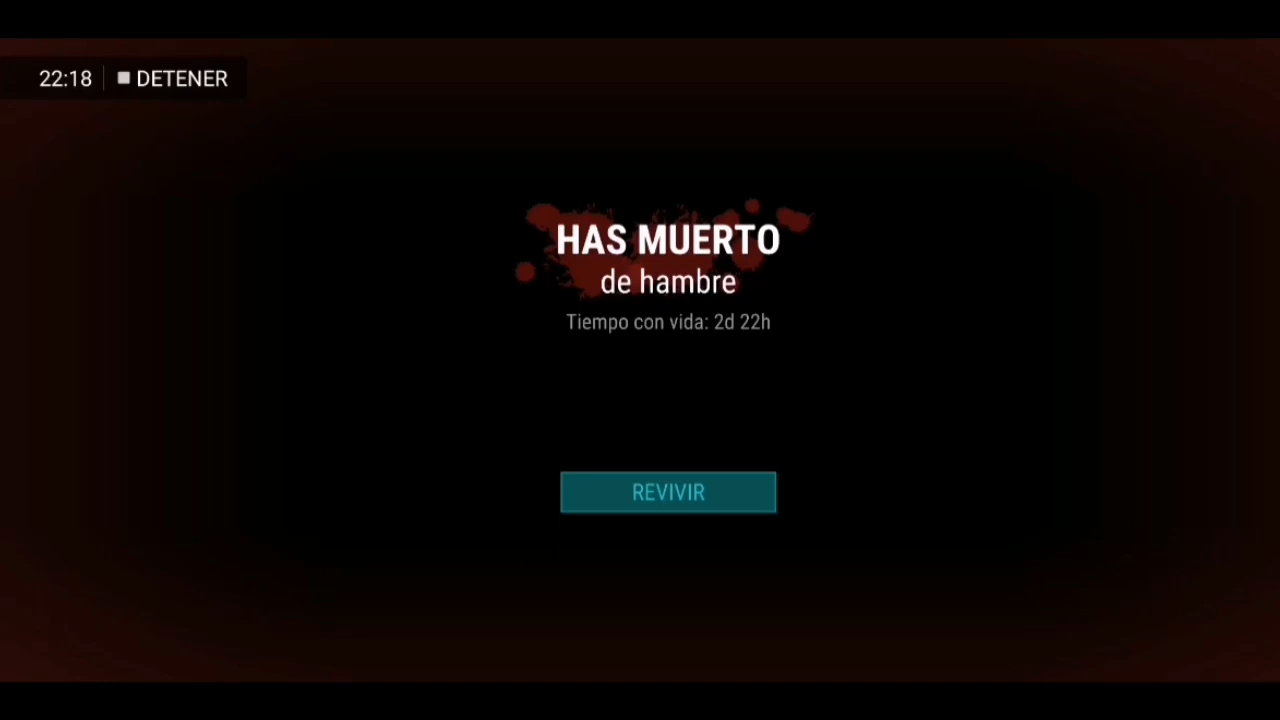 22:18 DETENER
HAS MUERTO
de hambre
Tiempo con vida: 2d 22h
REVIVIR